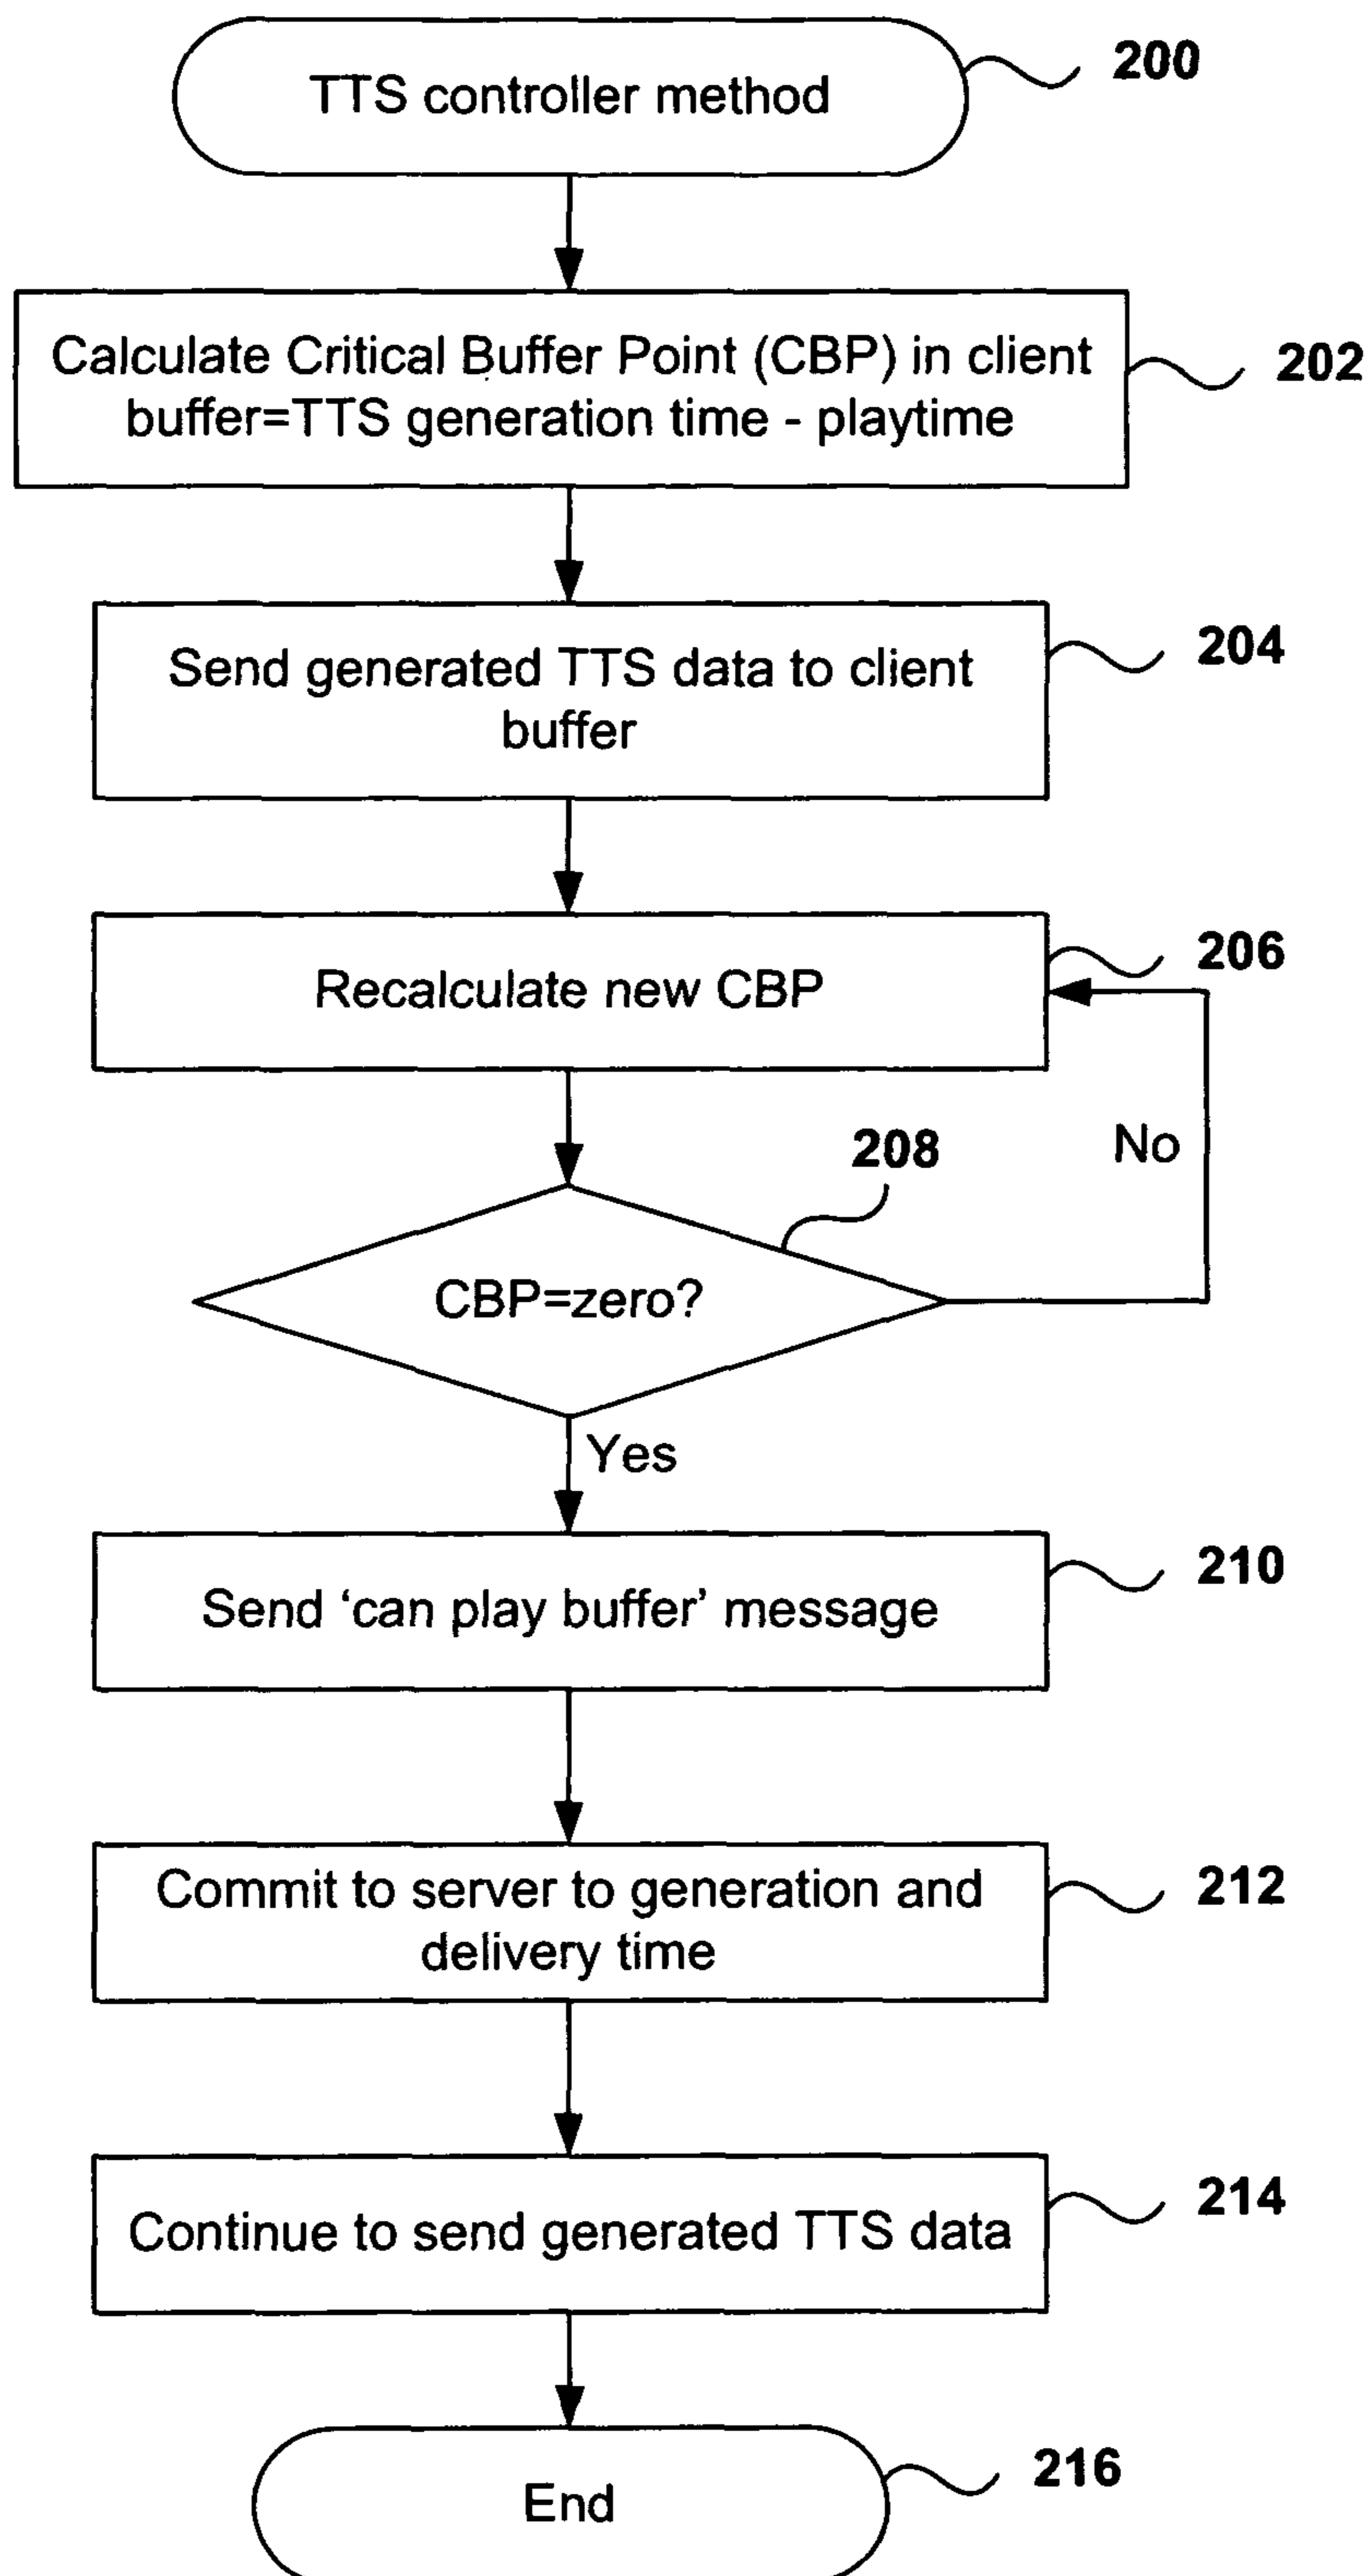 TTS controller method
200
Calculate Critical Buffer Point (CBP) in client
buffer=TTS generation time - playtime
202
Send generated TTS data to client
buffer
204
Recalculate new CBP
206
208
No
CBP=zero?
Yes
Send ‘can play buffer’ message
210
Commit to server to generation and
delivery time
212
Continue to send generated TTS data
214
End
216